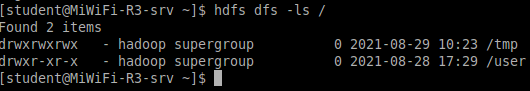 [student@MiWiFi-R3-srv ~]$ hdfs dfs -ls /
Found 2 items
drwxrwxrwx   - hadoop supergroup          0 2021-08-29 10:23 /tmp
drwxr-xr-x   - hadoop supergroup          0 2021-08-28 17:29 /user
[student@MiWiFi-R3-srv ~]$